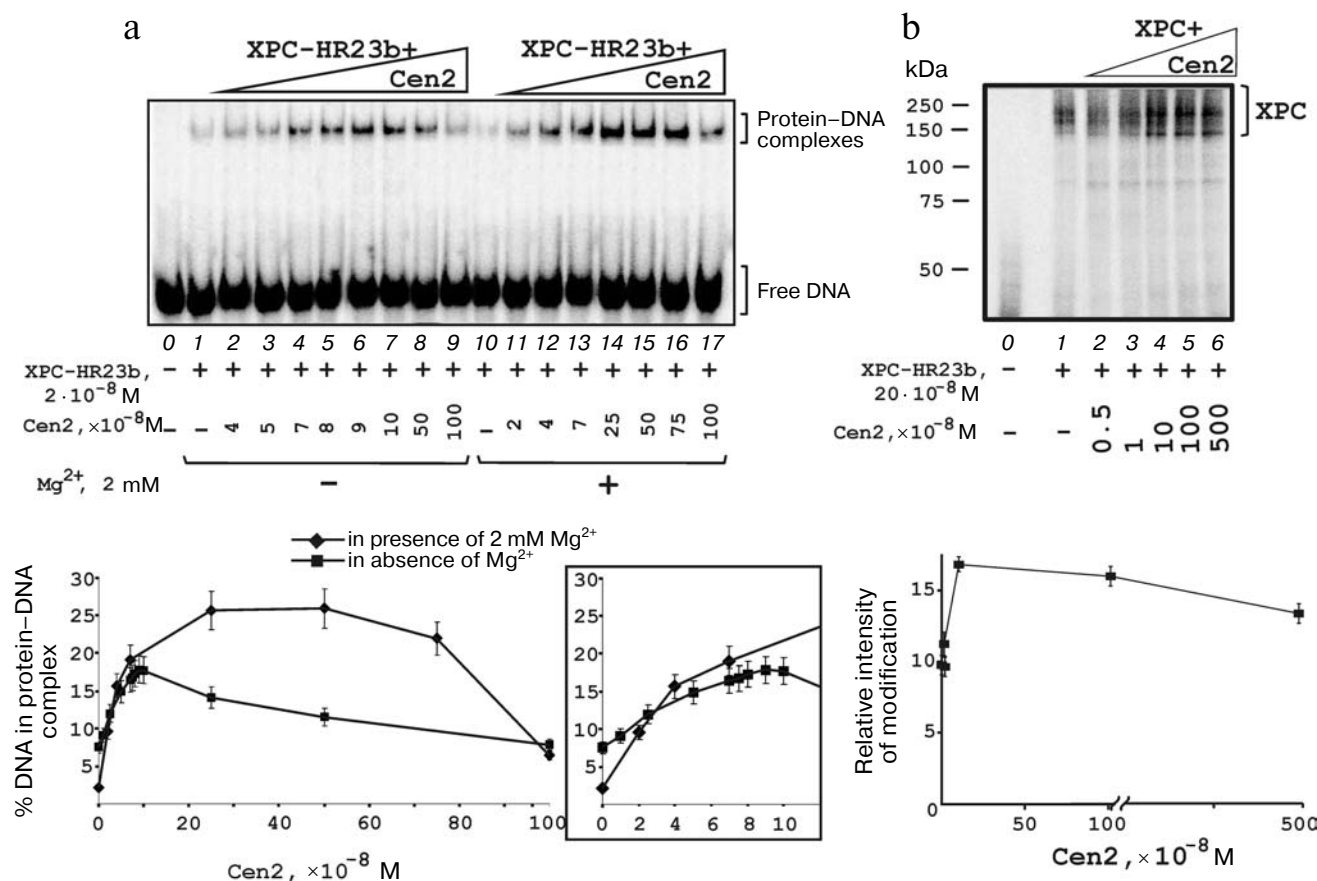 a
XPC-HR23b+
Cen2
XPC-HR23b+
Cen2
Protein–DNA
complexes
Free DNA
0 1 2 3 4 5 6 7 8 9 10 11 12 13 14 15 16 17
XPC-HR23b, – + + + + + + + + + + + + + + + + +
2·10⁻⁸ M
Cen2, ×10⁻⁸ M – – 4 5 7 8 9 10 50 100 – 2 4 7 25 50 75 100
Mg²⁺, 2 mM – +
b
XPC+
Cen2
kDa
250
150
100
75
50
XPC
0 1 2 3 4 5 6
XPC-HR23b, – + + + + + +
20·10⁻⁸ M
Cen2, ×10⁻⁸ M – – 0.5 1 10 100 500
in presence of 2 mM Mg²⁺
in absence of Mg²⁺
% DNA in protein–DNA
complex
30
25
20
15
10
5
0 20 40 60 80 100
Cen2, ×10⁻⁸ M
30
25
20
15
10
5
0 2 4 6 8 10
Relative intensity
of modification
15
10
5
0
50 100 500
Cen2, ×10⁻⁸ M